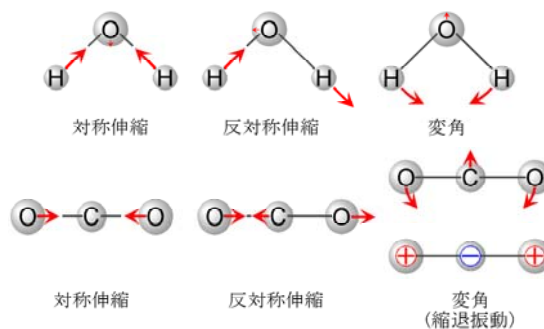 O O O
H H H H H H
対称伸縮 反対称伸縮 変角
O C O
O C O O C O
+ − +
対称伸縮 反対称伸縮 変角
(縮退振動)